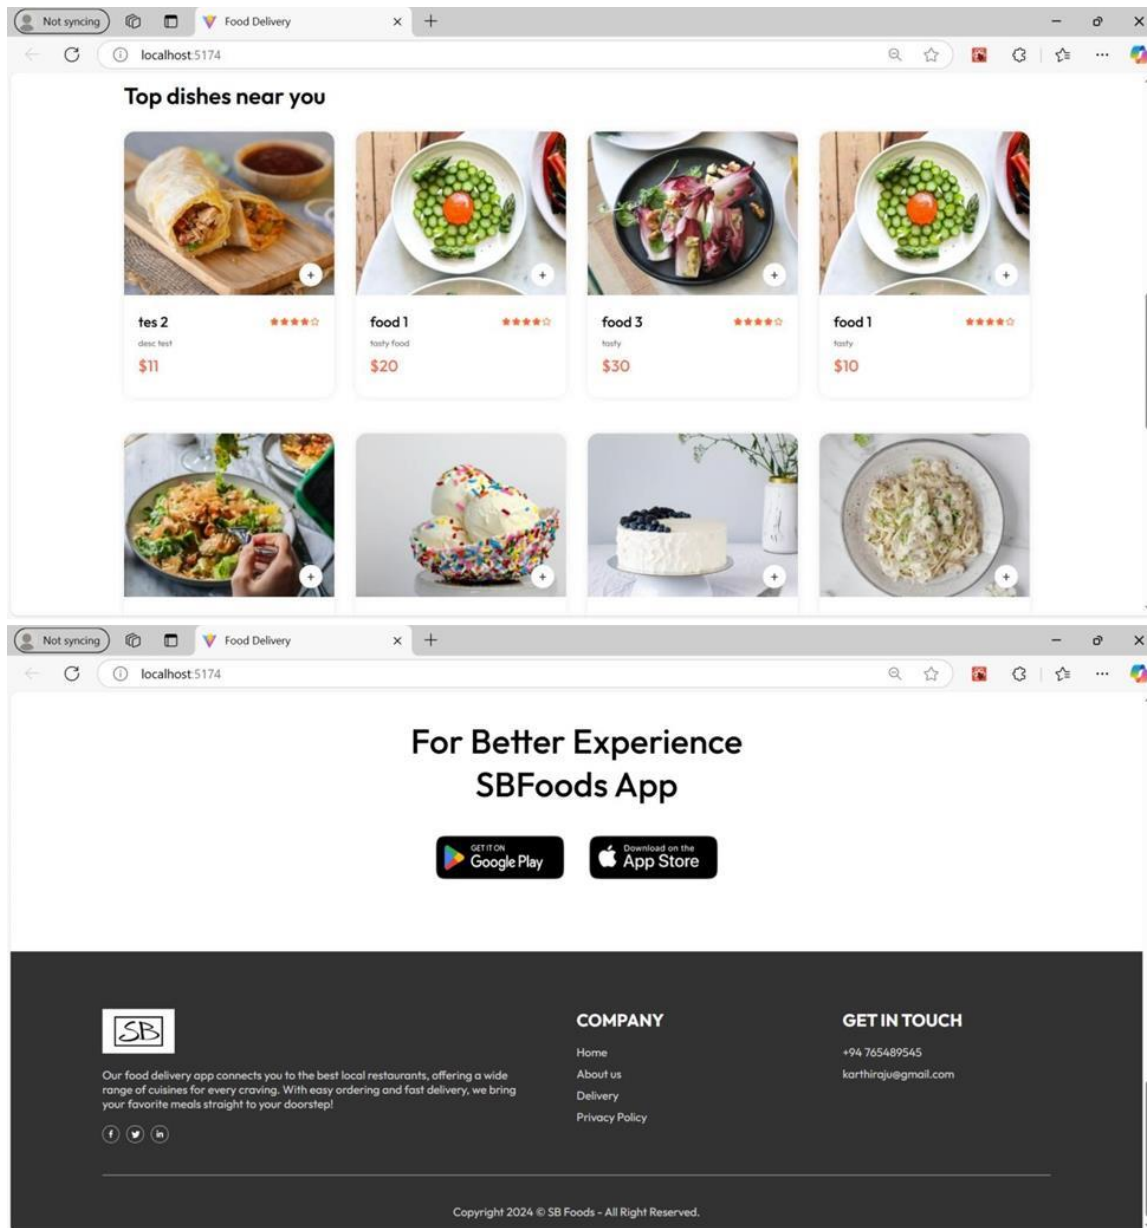 Not syncing
Food Delivery
localhost:5174
Top dishes near you
tes 2
desc test
$11
food 1
tasty food
$20
food 3
tasty
$30
food 1
tasty
$10
Not syncing
Food Delivery
localhost:5174
For Better Experience
SBFoods App
GET IT ON
Google Play
Download on the
App Store
SB
Our food delivery app connects you to the best local restaurants, offering a wide
range of cuisines for every craving. With easy ordering and fast delivery, we bring
your favorite meals straight to your doorstep!
COMPANY
Home
About us
Delivery
Privacy Policy
GET IN TOUCH
+94 765489545
karthiraju@gmail.com
Copyright 2024 © SB Foods - All Right Reserved.